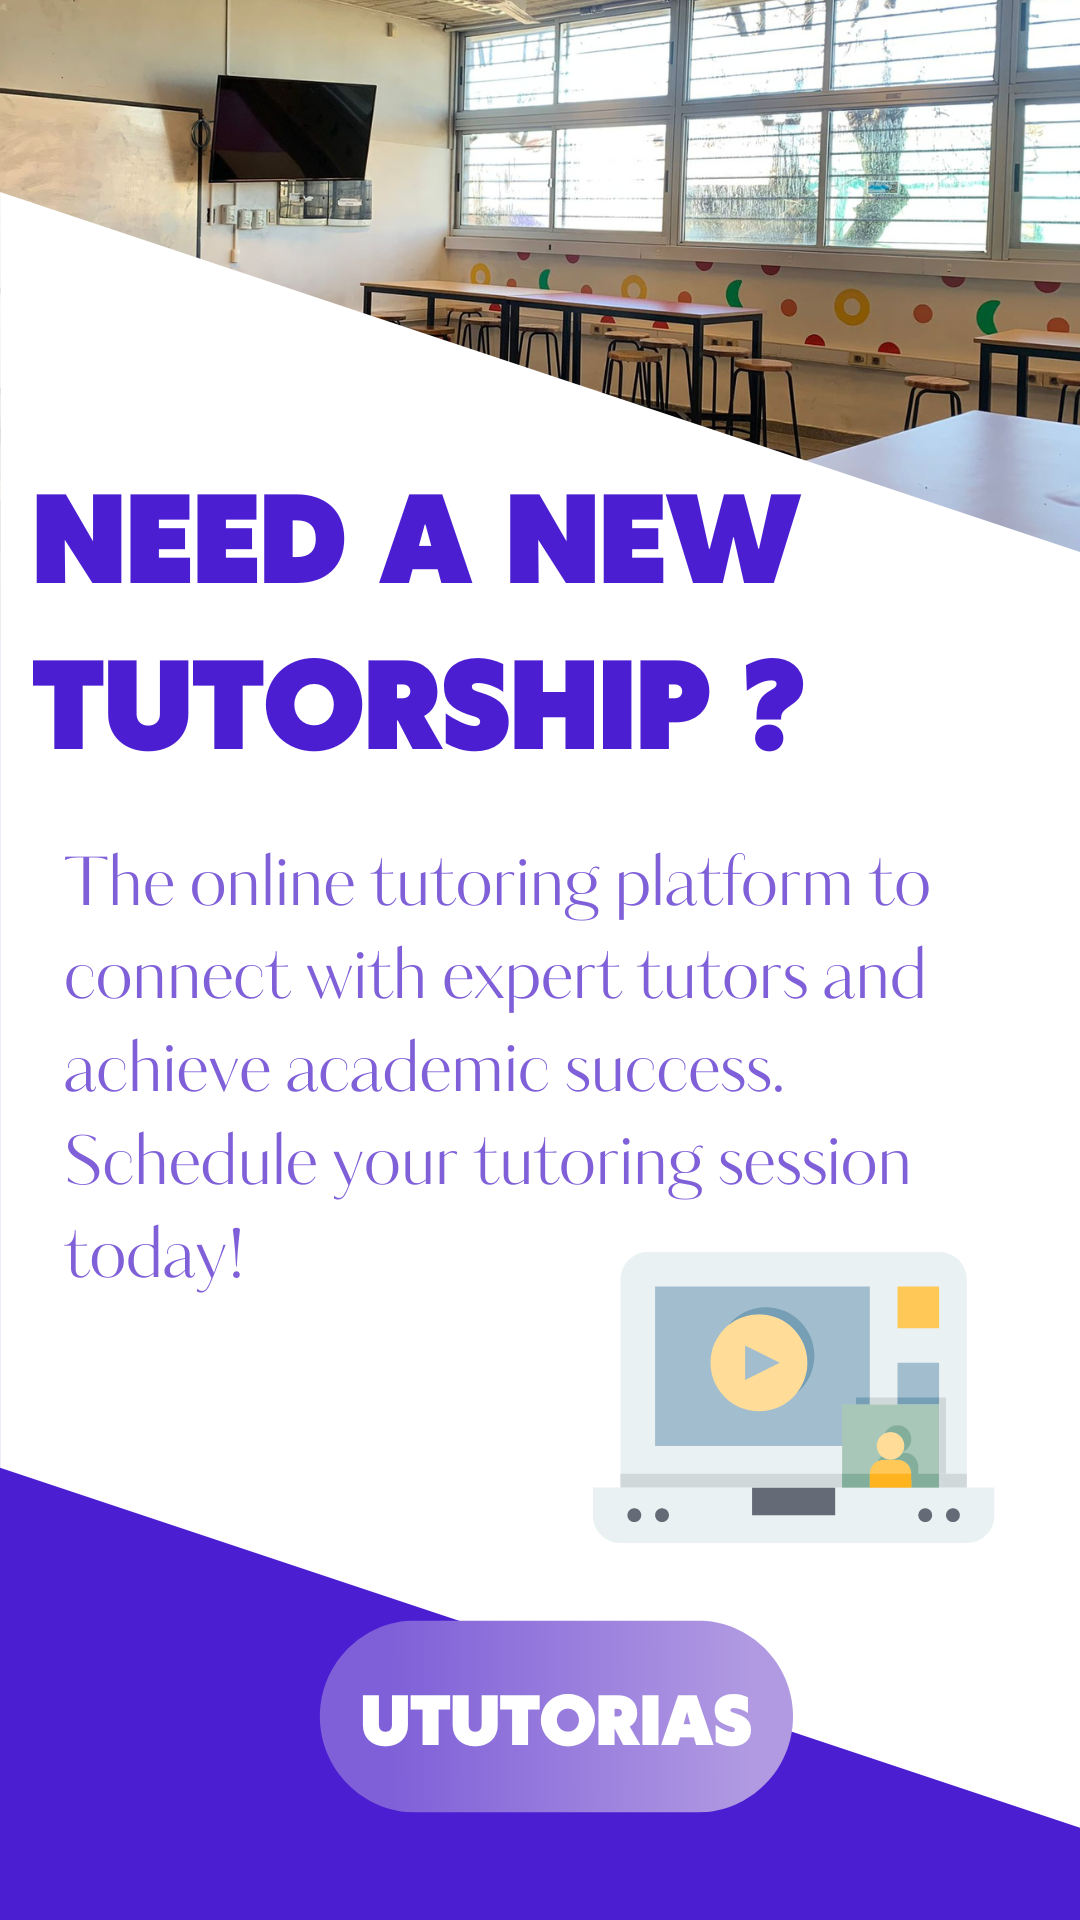 NEED A NEW
TUTORSHIP ?
The online tutoring platform to
connect with expert tutors and
achieve academic success.
Schedule your tutoring session
today!
UTUTORIAS